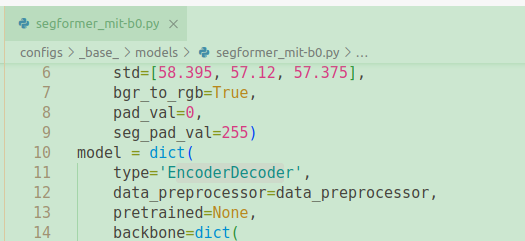 segformer_mit-b0.py ×
configs > _base_ > models > segformer_mit-b0.py > ...
6 std=[58.395, 57.12, 57.375],
7 bgr_to_rgb=True,
8 pad_val=0,
9 seg_pad_val=255)
10 model = dict(
11 type='EncoderDecoder',
12 data_preprocessor=data_preprocessor,
13 pretrained=None,
14 backbone=dict(